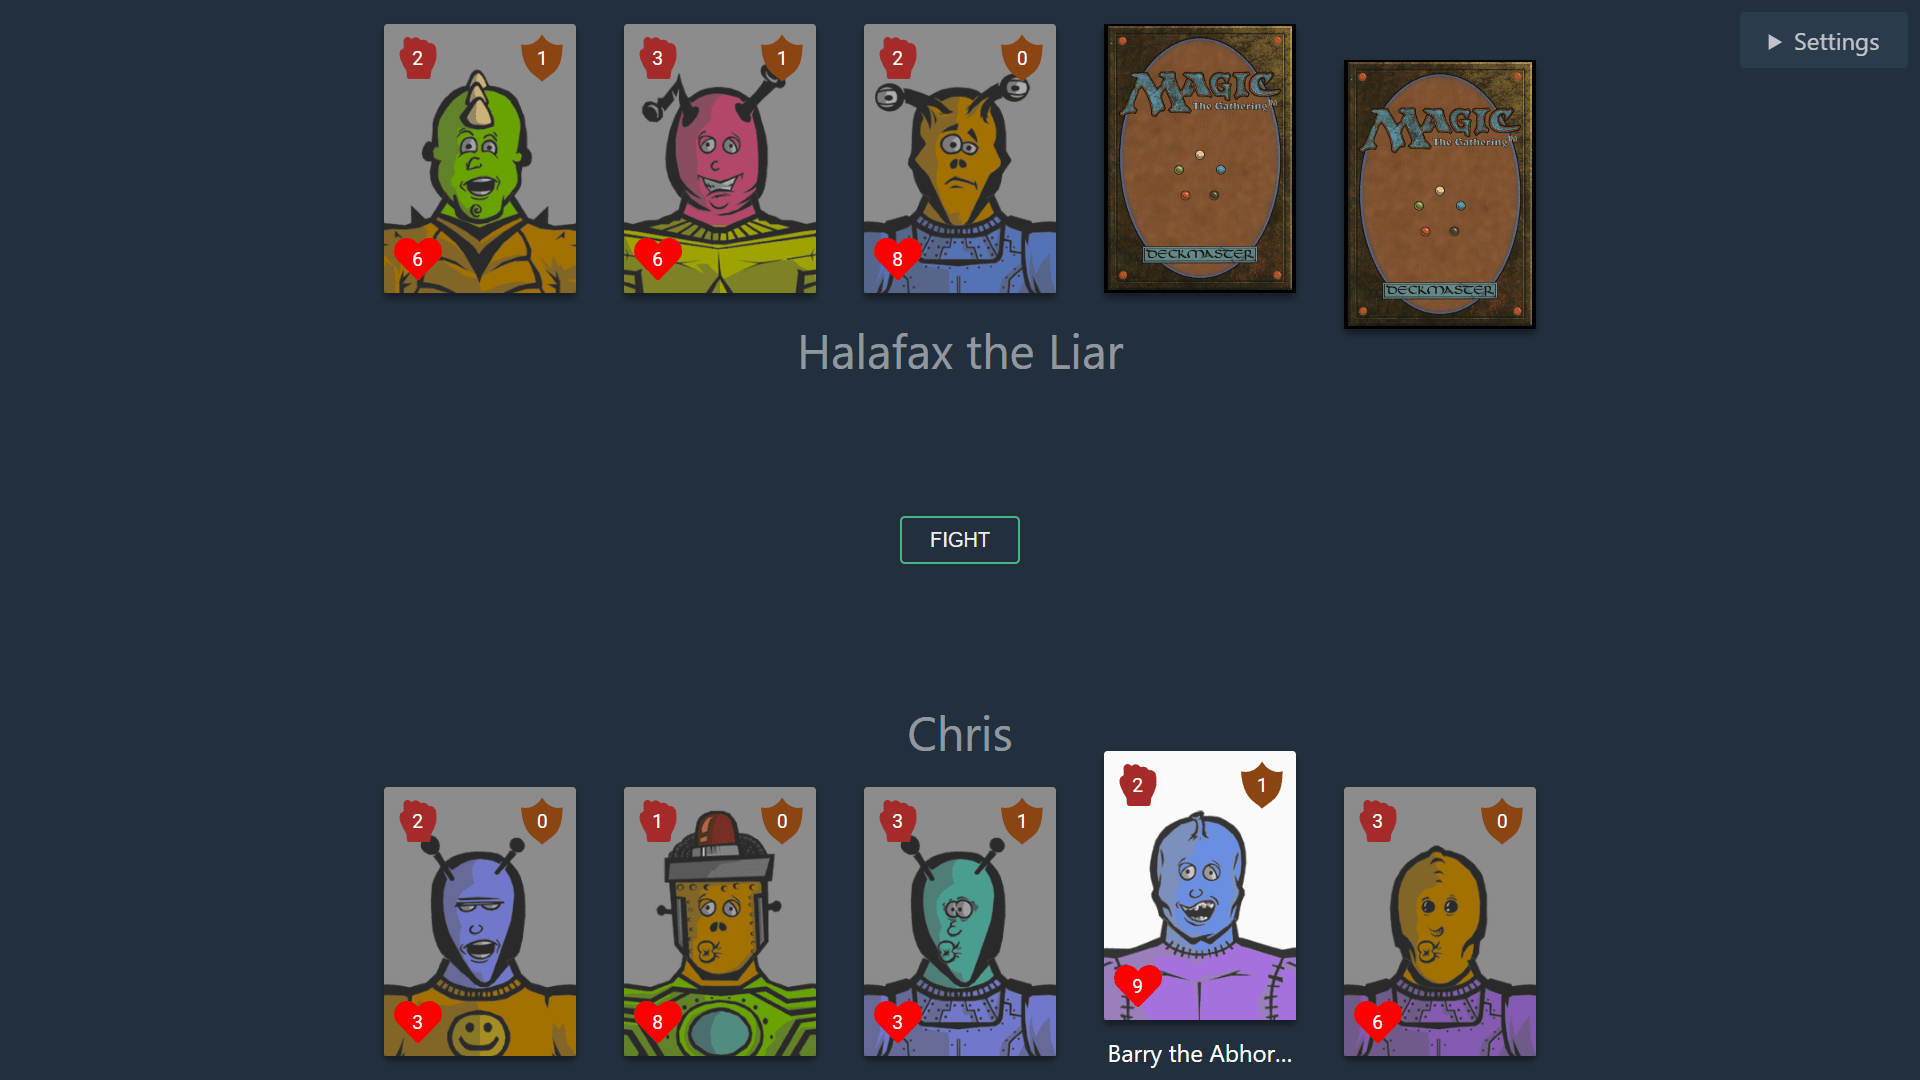 Settings
2 1
3 1
2 0
MAGIC
The Gathering™
MAGIC
The Gathering™
6
6
8
DECKMASTER
DECKMASTER
Halafax the Liar
FIGHT
Chris
2 1
2 0
1 0
3 1
3 0
9
3
8
3
6
Barry the Abhor...